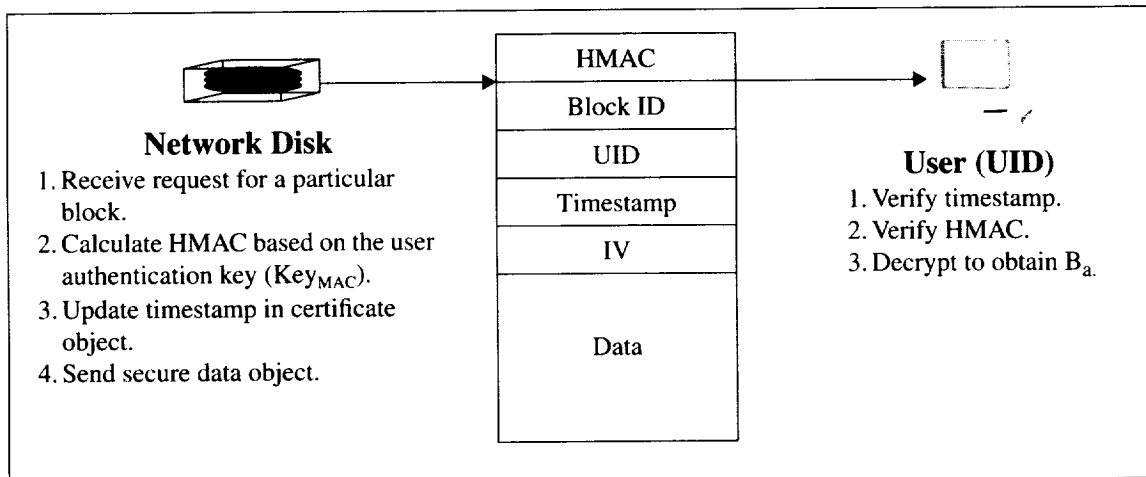 Network Disk
1. Receive request for a particular
block.
2. Calculate HMAC based on the user
authentication key (KeyMAC).
3. Update timestamp in certificate
object.
4. Send secure data object.
HMAC
Block ID
UID
Timestamp
IV
Data
User (UID)
1. Verify timestamp.
2. Verify HMAC.
3. Decrypt to obtain Ba.